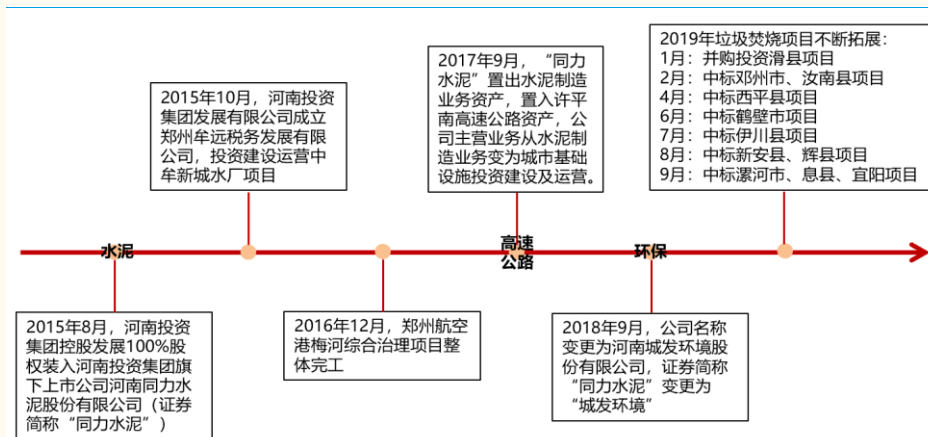 2015年10月，河南投资
集团发展有限公司成立
郑州牟远税务发展有限
公司，投资建设运营中
牟新城水厂项目
2017年9月，“同力
水泥”置出水泥制造
业务资产，置入许平
南高速公路资产，公
司主营业务从水泥制
造业务变为城市基础
设施投资建设及运营。
2019年垃圾焚烧项目不断拓展：
1月：并购投资滑县项目
2月：中标邓州市、汝南县项目
4月：中标西平县项目
6月：中标鹤壁市项目
7月：中标伊川县项目
8月：中标新安县、辉县项目
9月：中标漯河市、息县、宜阳项目
水泥
高速
公路
环保
2015年8月，河南投资
集团控股发展100%股
权装入河南投资集团旗
下上市公司河南同力水
泥股份有限公司（证券
简称“同力水泥”）
2016年12月，郑州航空
港梅河综合治理项目整
体完工
2018年9月，公司名称
变更为河南城发环境股
份有限公司，证券简称
“同力水泥”变更为
“城发环境”